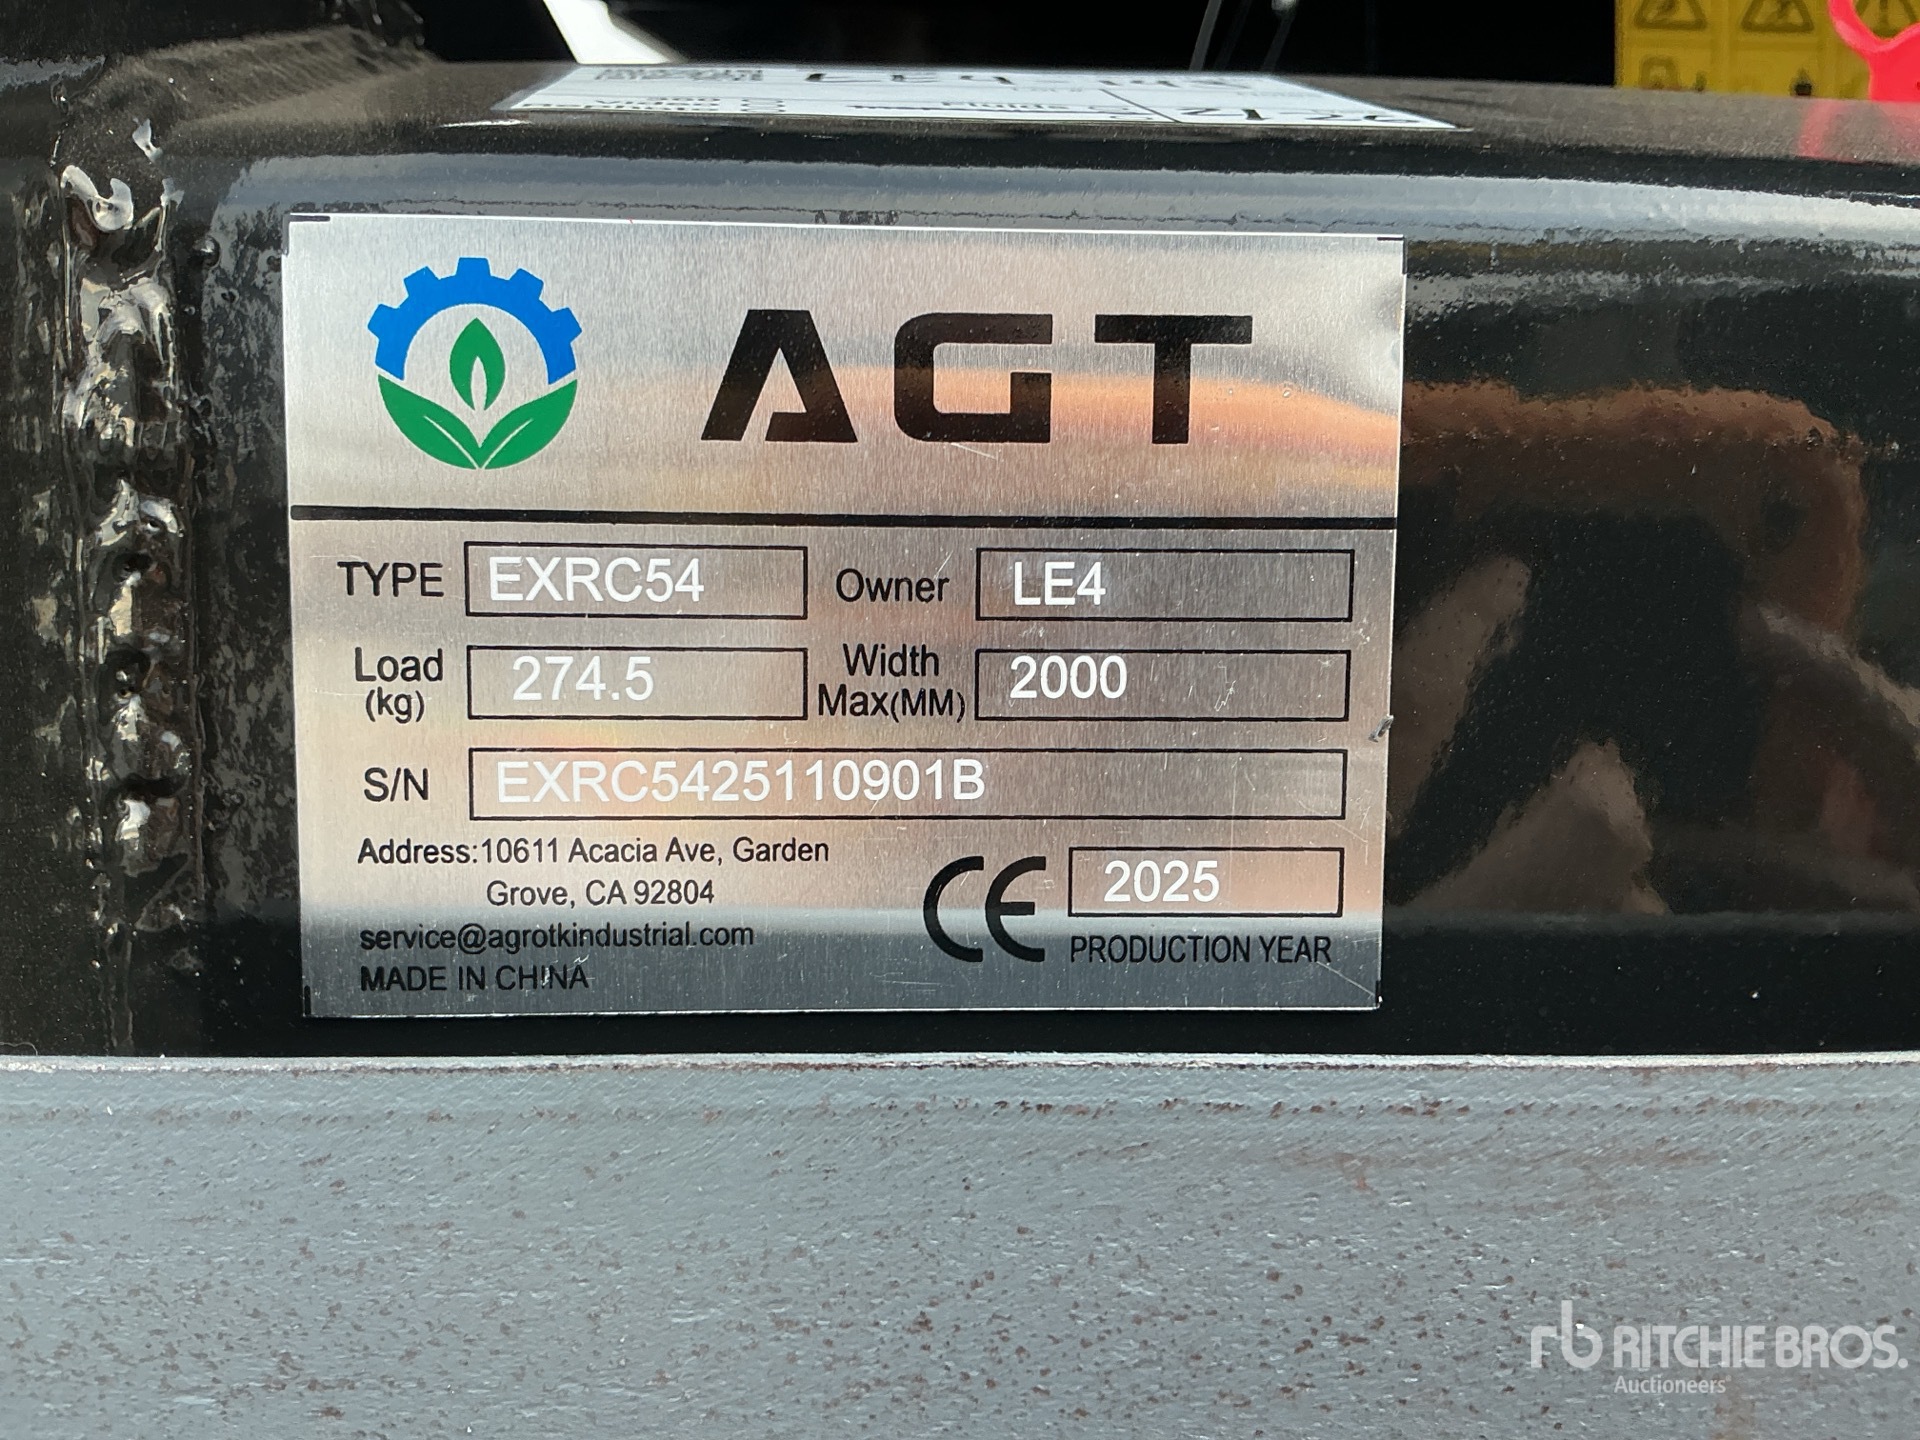 AGT
TYPE EXRC54 Owner LE4
Load (kg) 274.5 Width Max(MM) 2000
S/N EXRC5425110901B
Address:10611 Acacia Ave, Garden
Grove, CA 92804
service@agrotkindustrial.com
MADE IN CHINA
CE 2025
PRODUCTION YEAR
rb RITCHIE BROS.
Auctioneers